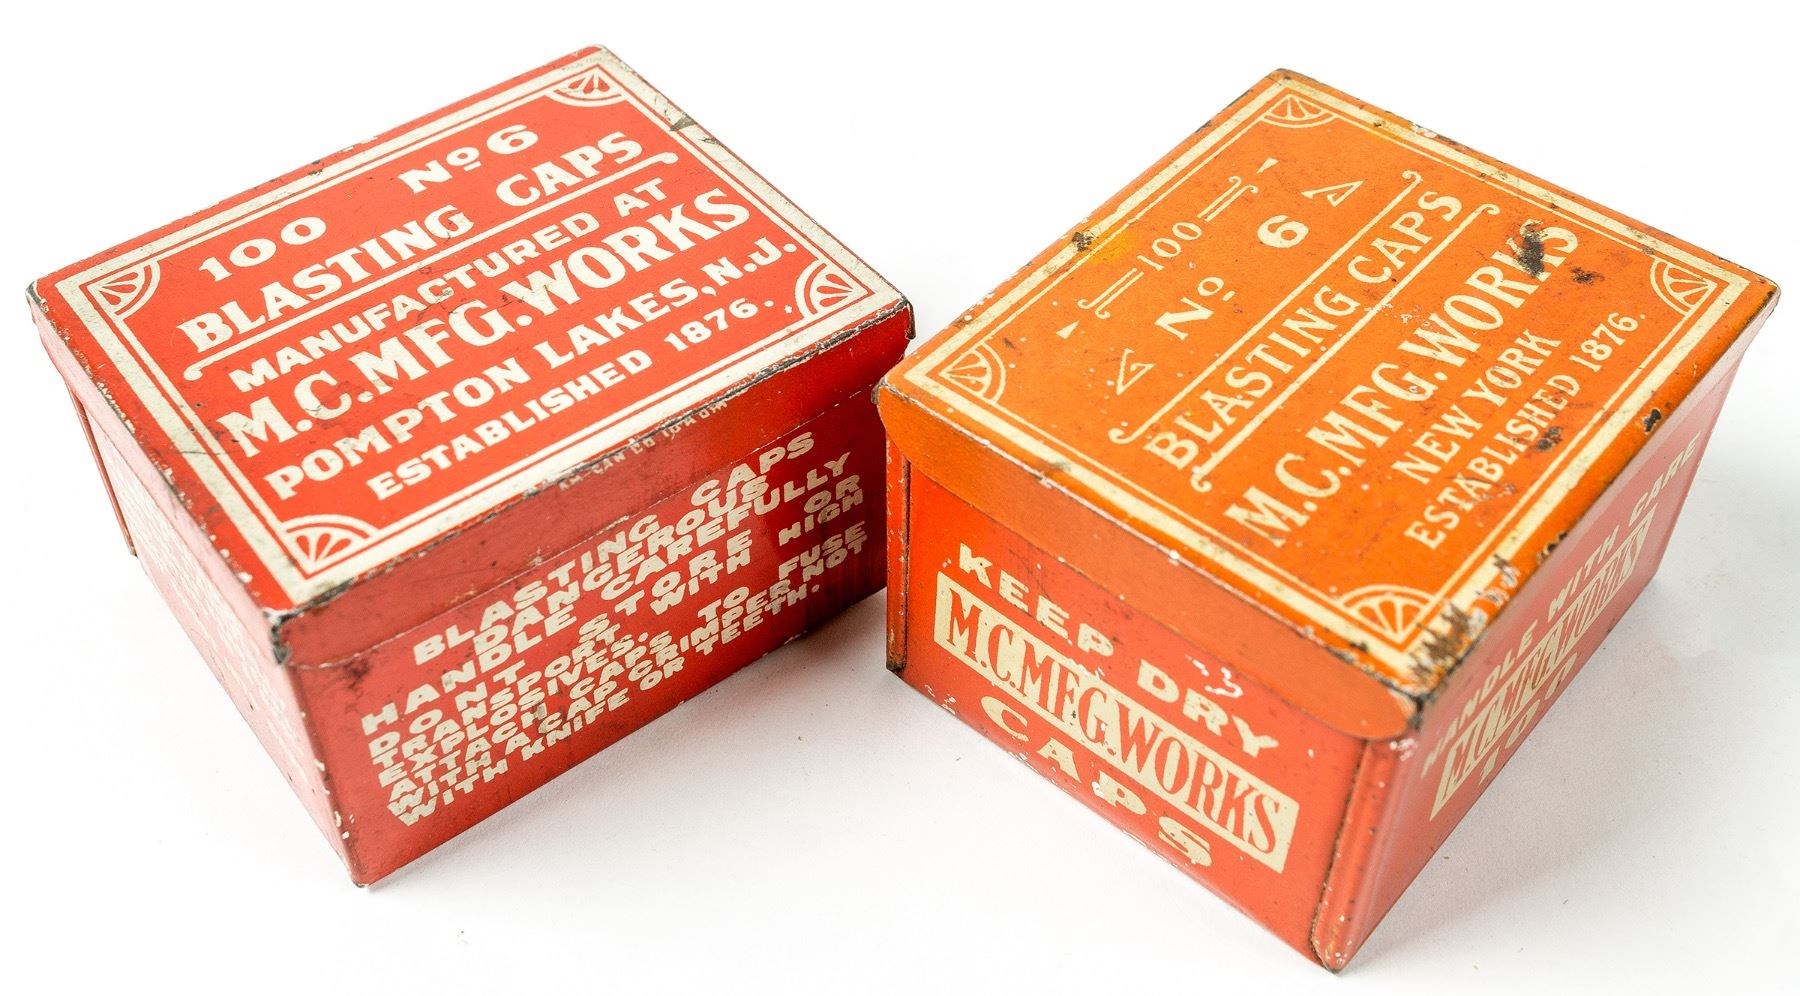 100 No 6
BLASTING CAPS
MANUFACTURED AT
M.C.MFG.WORKS
POMPTON LAKES, N.J.
ESTABLISHED 1876.
BLASTING CAPS
DANGEROUS
HANDLE CAREFULLY
DONT STORE OR
TRANSPORT WITH HIGH
EXPLOSIVES. TO FUSE
ATTACH CAPS
WITH A CAP CRIMPER NOT
WITH KNIFE OR TEETH.
100
No 6
BLASTING CAPS
M.C.MFG.WORKS
NEW YORK
ESTABLISHED 1876.
KEEP DRY
M.C.MFG.WORKS
CAPS
HANDLE WITH CARE